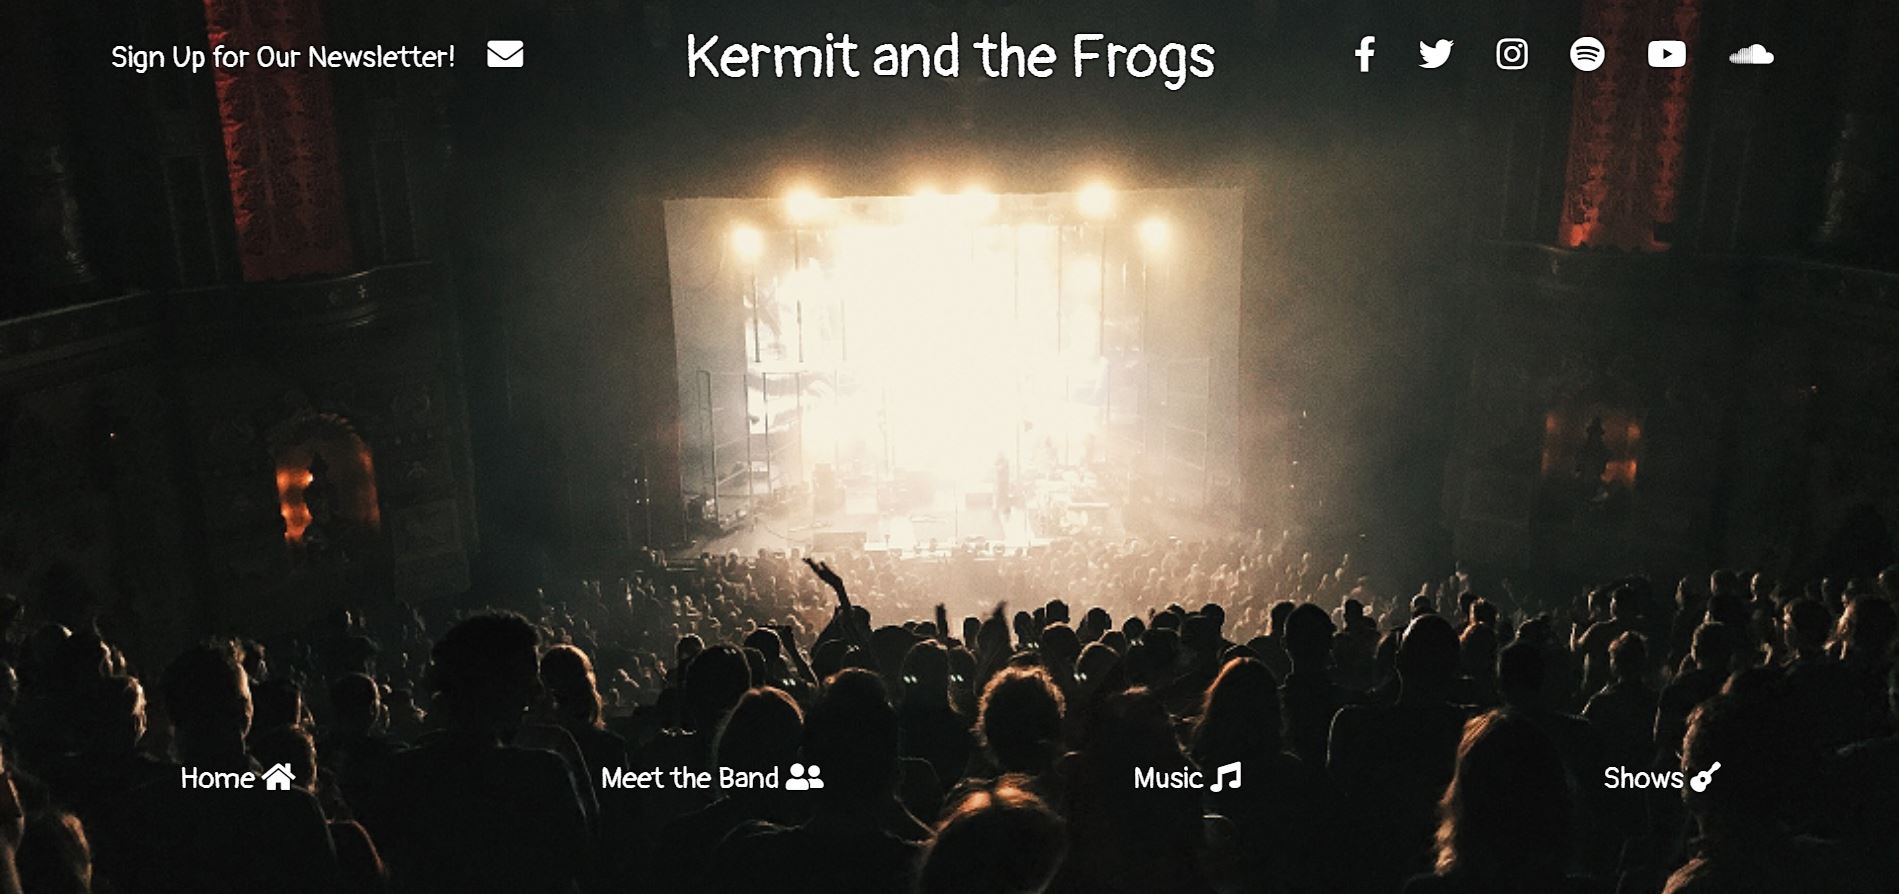 Sign Up for Our Newsletter!
Kermit and the Frogs
Home
Meet the Band
Music
Shows